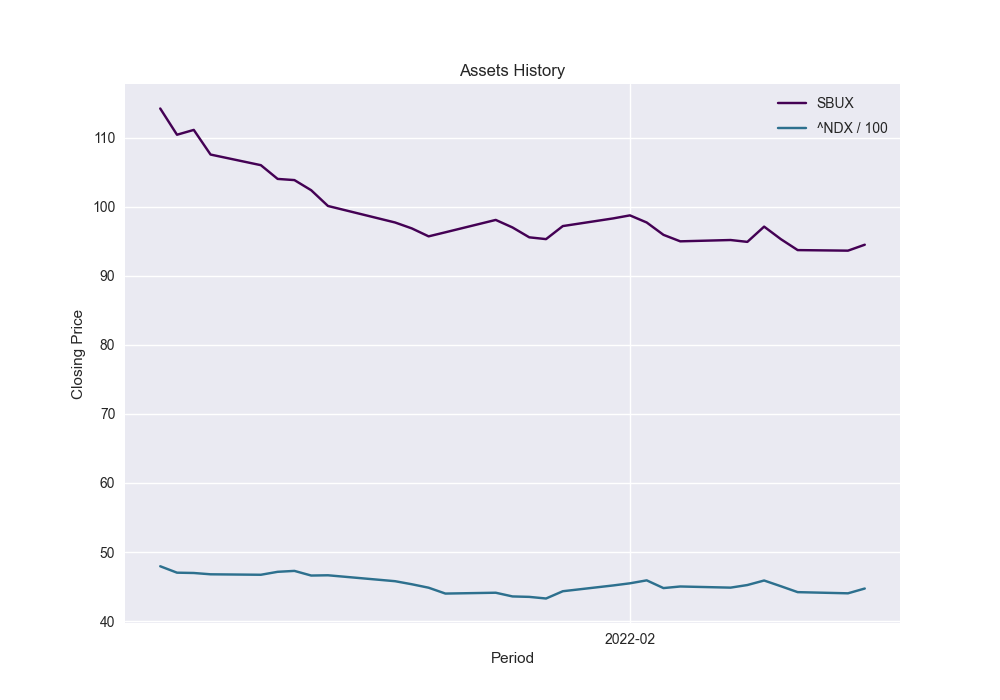 Assets History
SBUX
^NDX / 100
110
100
90
80
70
60
50
40
Closing Price
2022-02
Period